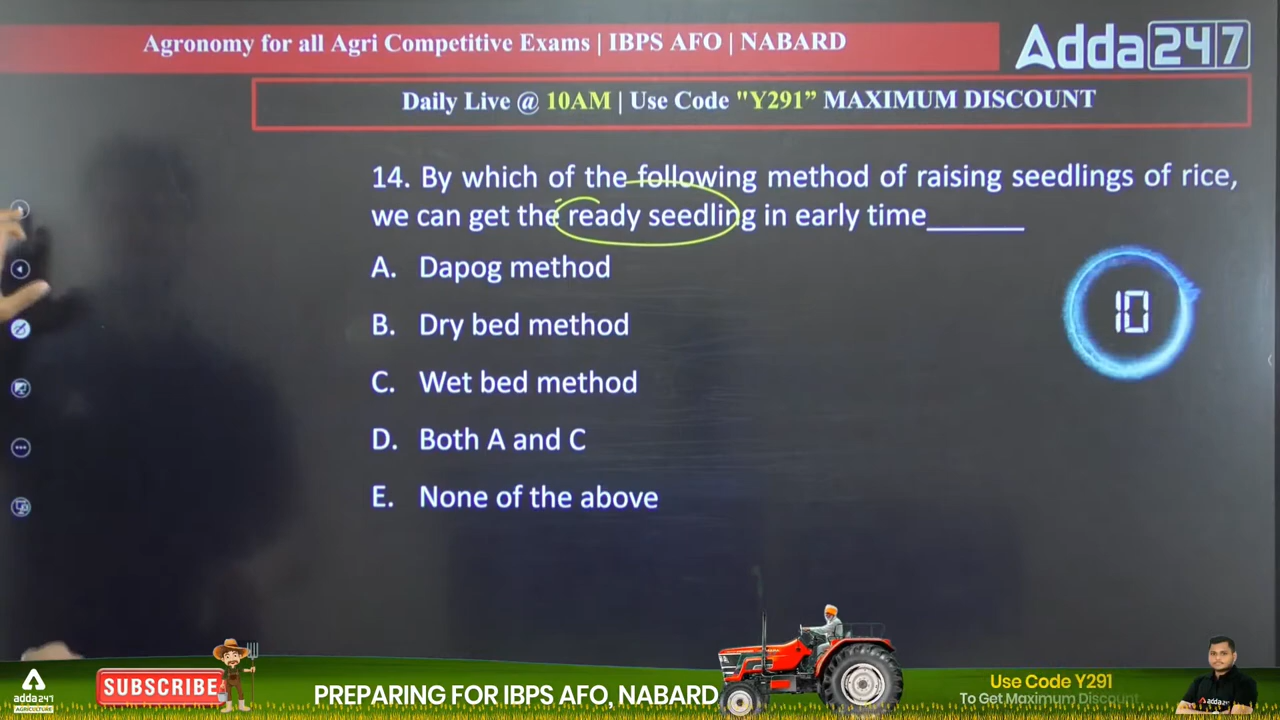 Agronomy for all Agri Competitive Exams | IBPS AFO | NABARD
Adda247
Daily Live @ 10AM | Use Code "Y291” MAXIMUM DISCOUNT
14. By which of the following method of raising seedlings of rice,
we can get the ready seedling in early time______
A. Dapog method
B. Dry bed method
C. Wet bed method
D. Both A and C
E. None of the above
10
adda247
AGRICULTURE
SUBSCRIBE
PREPARING FOR IBPS AFO, NABARD
Use Code Y291
To Get Maximum Discount
adda247